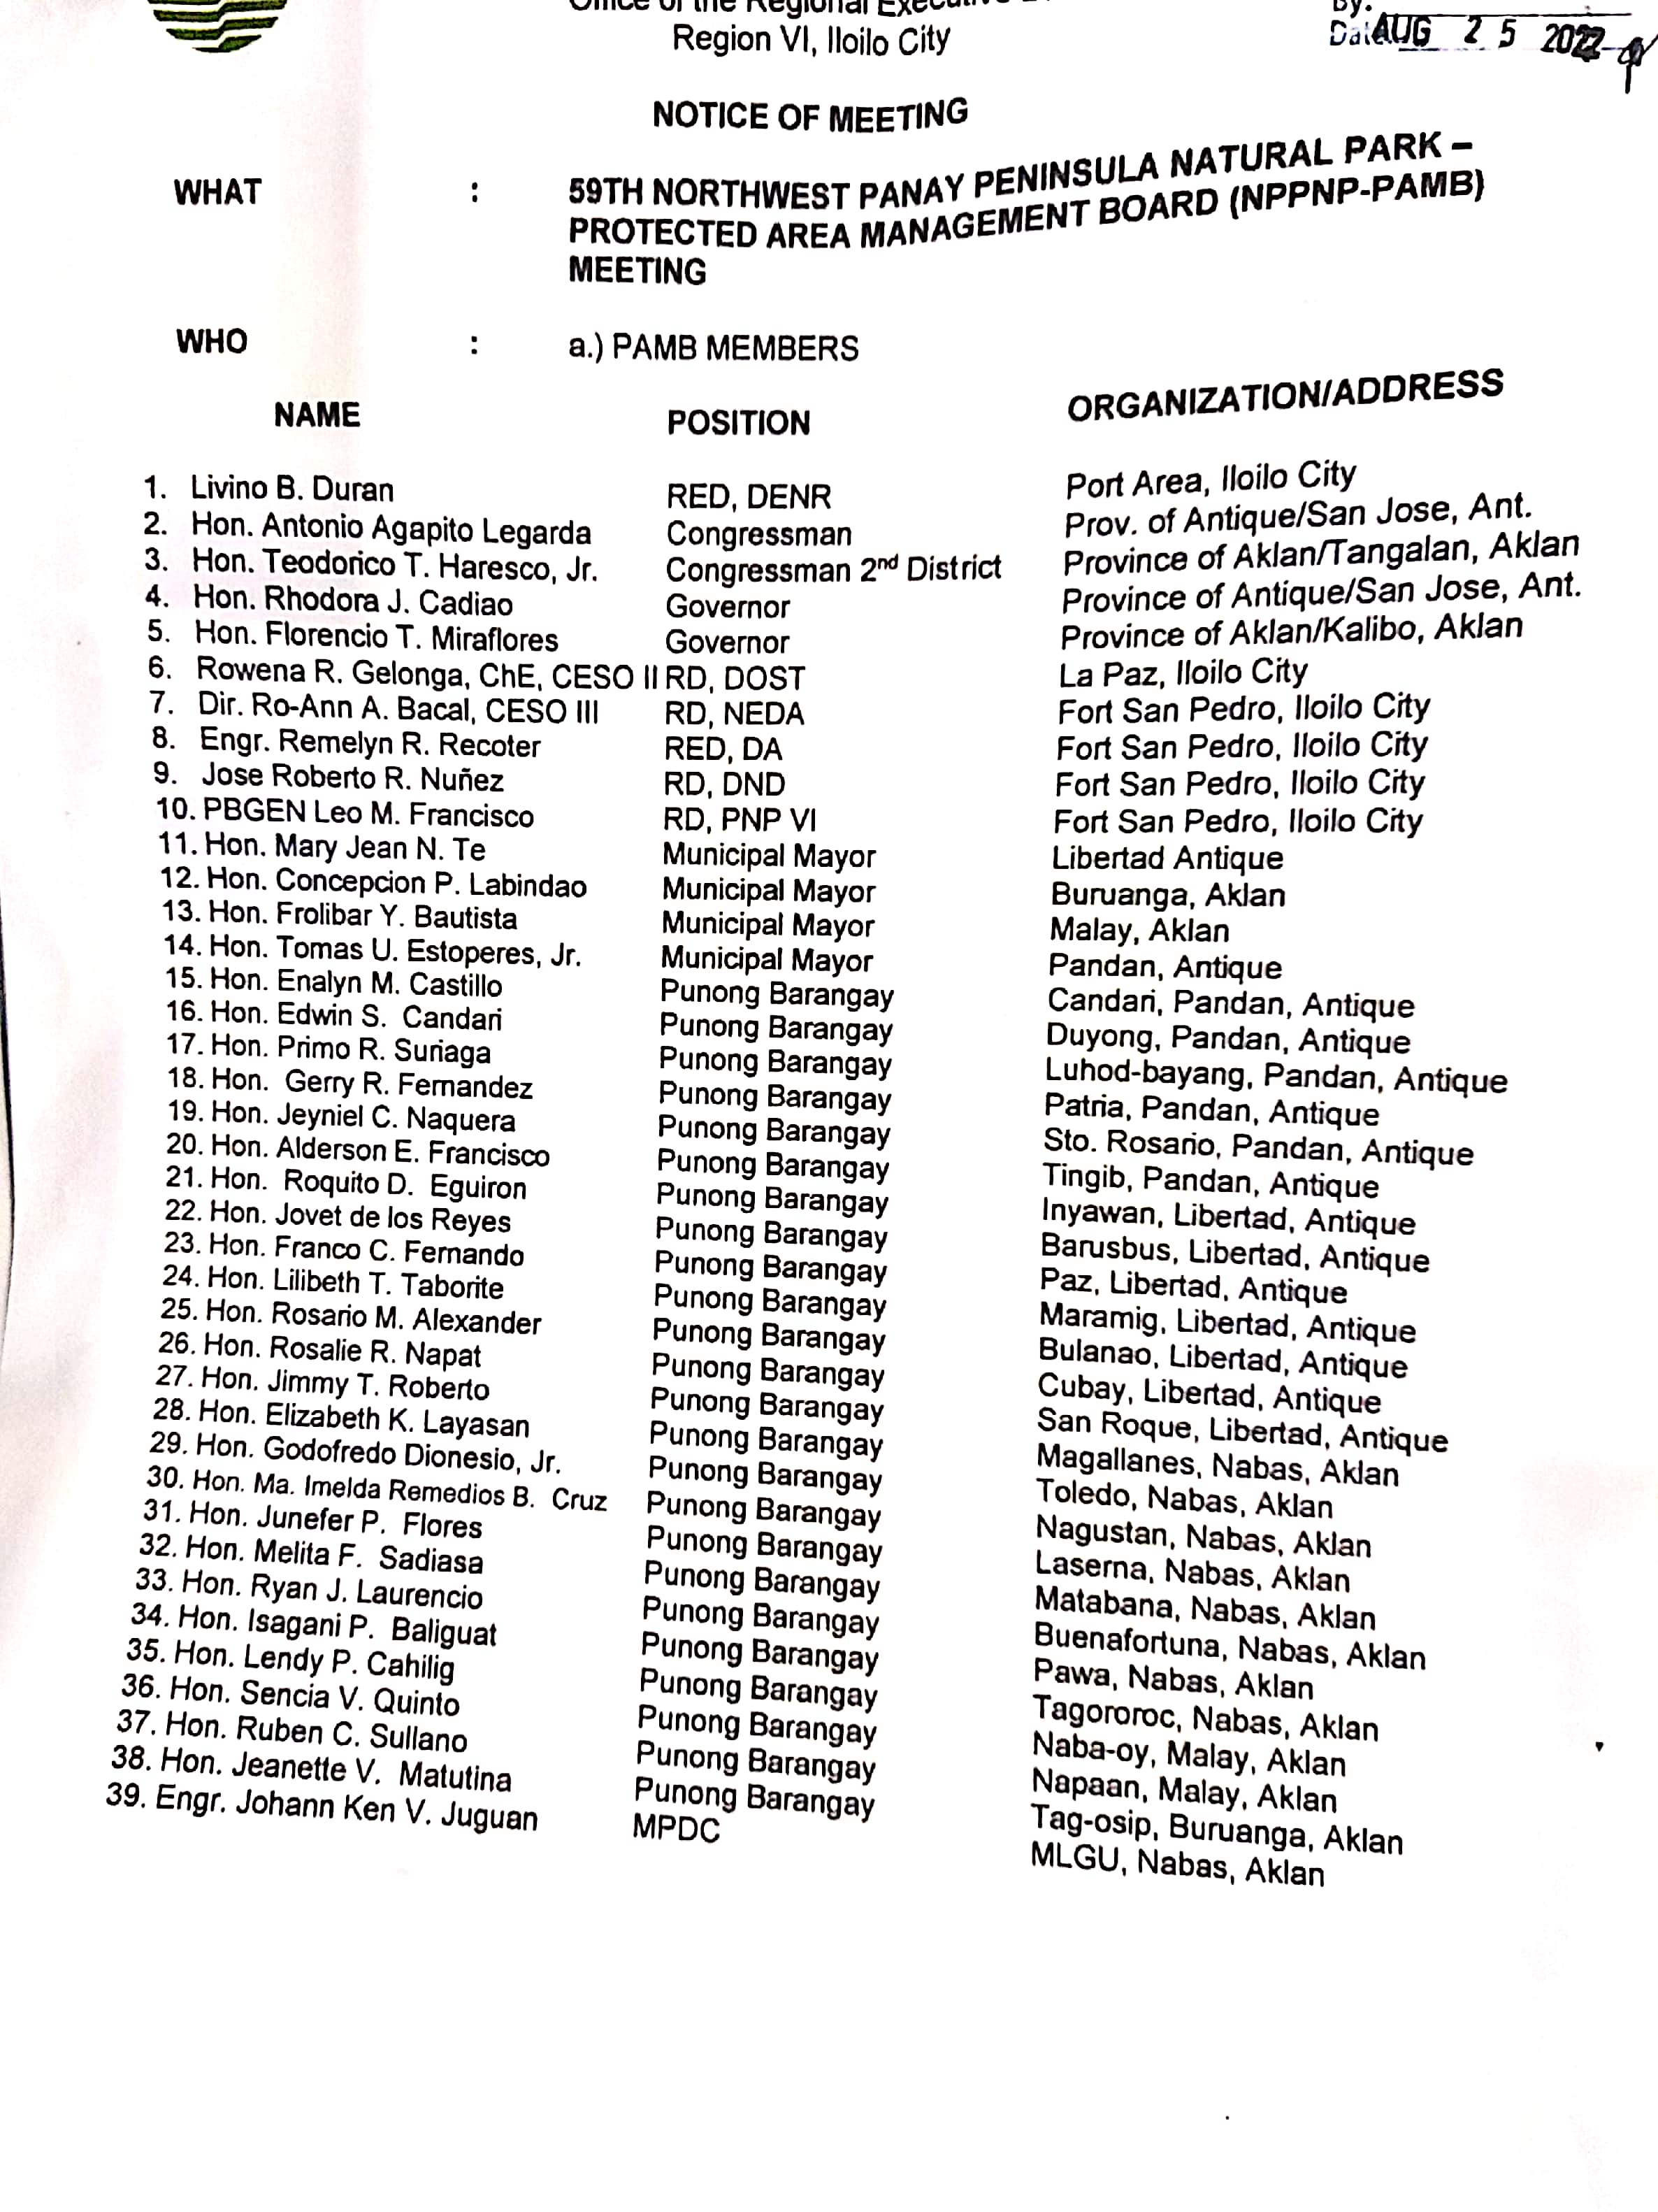 Office of the Regional Executive
Region VI, Iloilo City
By:
Date: AUG 25 2022
NOTICE OF MEETING
WHAT : 59TH NORTHWEST PANAY PENINSULA NATURAL PARK –
PROTECTED AREA MANAGEMENT BOARD (NPPNP-PAMB)
MEETING
WHO : a.) PAMB MEMBERS
NAME POSITION ORGANIZATION/ADDRESS
1. Livino B. Duran RED, DENR Port Area, Iloilo City
2. Hon. Antonio Agapito Legarda Congressman Prov. of Antique/San Jose, Ant.
3. Hon. Teodorico T. Haresco, Jr. Congressman 2nd District Province of Aklan/Tangalan, Aklan
4. Hon. Rhodora J. Cadiao Governor Province of Antique/San Jose, Ant.
5. Hon. Florencio T. Miraflores Governor Province of Aklan/Kalibo, Aklan
6. Rowena R. Gelonga, ChE, CESO II RD, DOST La Paz, Iloilo City
7. Dir. Ro-Ann A. Bacal, CESO III RD, NEDA Fort San Pedro, Iloilo City
8. Engr. Remelyn R. Recoter RED, DA Fort San Pedro, Iloilo City
9. Jose Roberto R. Nuñez RD, DND Fort San Pedro, Iloilo City
10. PBGEN Leo M. Francisco RD, PNP VI Fort San Pedro, Iloilo City
11. Hon. Mary Jean N. Te Municipal Mayor Libertad Antique
12. Hon. Concepcion P. Labindao Municipal Mayor Buruanga, Aklan
13. Hon. Frolibar Y. Bautista Municipal Mayor Malay, Aklan
14. Hon. Tomas U. Estoperes, Jr. Municipal Mayor Pandan, Antique
15. Hon. Enalyn M. Castillo Punong Barangay Candari, Pandan, Antique
16. Hon. Edwin S. Candari Punong Barangay Duyong, Pandan, Antique
17. Hon. Primo R. Suriaga Punong Barangay Luhod-bayang, Pandan, Antique
18. Hon. Gerry R. Fernandez Punong Barangay Patria, Pandan, Antique
19. Hon. Jeyniel C. Naquera Punong Barangay Sto. Rosario, Pandan, Antique
20. Hon. Alderson E. Francisco Punong Barangay Tingib, Pandan, Antique
21. Hon. Roquito D. Eguiron Punong Barangay Inyawan, Libertad, Antique
22. Hon. Jovet de los Reyes Punong Barangay Barusbus, Libertad, Antique
23. Hon. Franco C. Fernando Punong Barangay Paz, Libertad, Antique
24. Hon. Lilibeth T. Taborite Punong Barangay Maramig, Libertad, Antique
25. Hon. Rosario M. Alexander Punong Barangay Bulanao, Libertad, Antique
26. Hon. Rosalie R. Napat Punong Barangay Cubay, Libertad, Antique
27. Hon. Jimmy T. Roberto Punong Barangay San Roque, Libertad, Antique
28. Hon. Elizabeth K. Layasan Punong Barangay Magallanes, Nabas, Aklan
29. Hon. Godofredo Dionesio, Jr. Punong Barangay Toledo, Nabas, Aklan
30. Hon. Ma. Imelda Remedios B. Cruz Punong Barangay Nagustan, Nabas, Aklan
31. Hon. Junefer P. Flores Punong Barangay Laserna, Nabas, Aklan
32. Hon. Melita F. Sadiasa Punong Barangay Matabana, Nabas, Aklan
33. Hon. Ryan J. Laurencio Punong Barangay Buenafortuna, Nabas, Aklan
34. Hon. Isagani P. Baliguat Punong Barangay Pawa, Nabas, Aklan
35. Hon. Lendy P. Cahilig Punong Barangay Tagororoc, Nabas, Aklan
36. Hon. Sencia V. Quinto Punong Barangay Naba-oy, Malay, Aklan
37. Hon. Ruben C. Sullano Punong Barangay Napaan, Malay, Aklan
38. Hon. Jeanette V. Matutina Punong Barangay Tag-osip, Buruanga, Aklan
39. Engr. Johann Ken V. Juguan MPDC MLGU, Nabas, Aklan